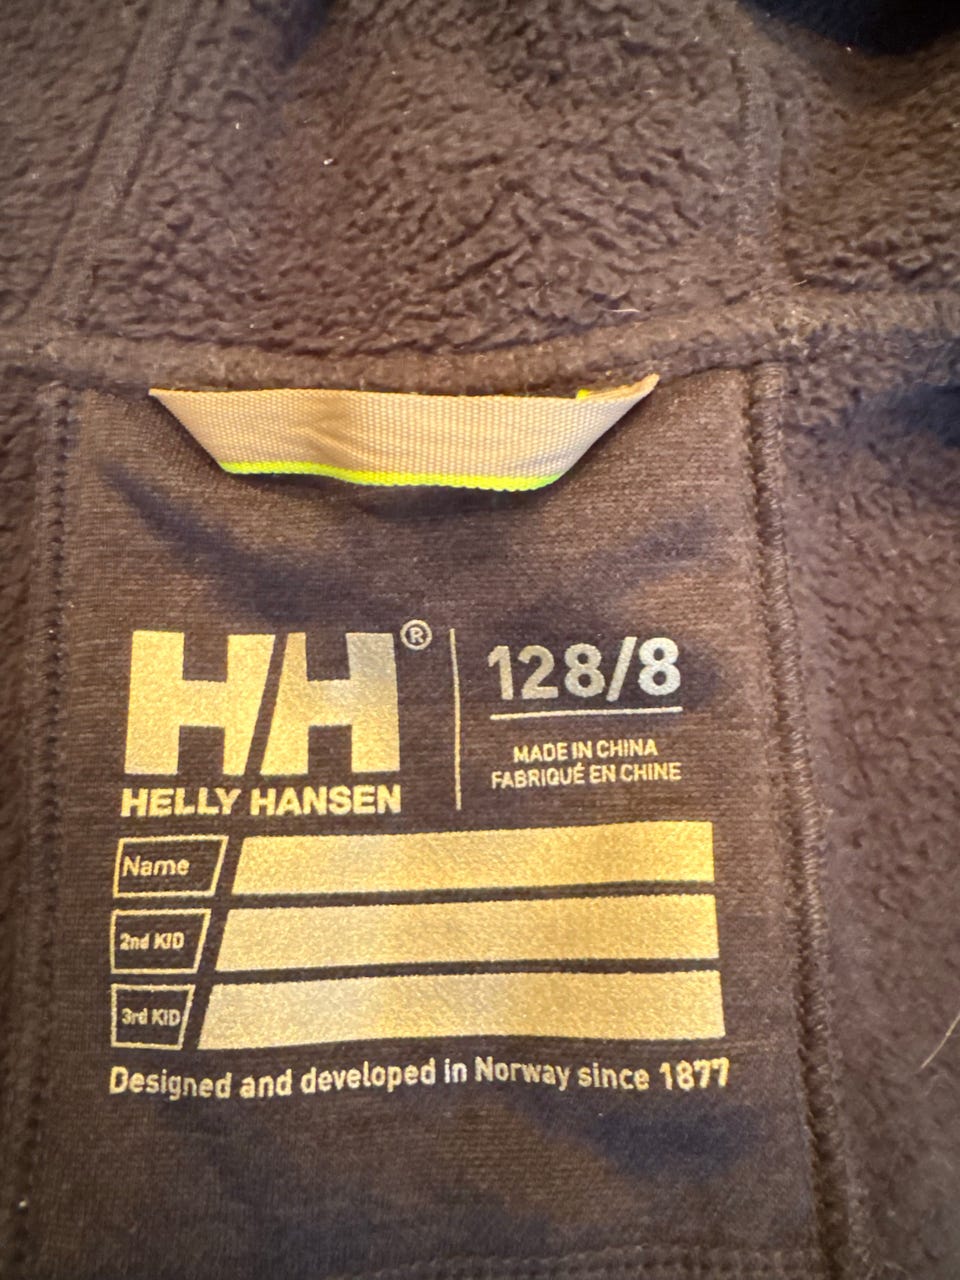 HH®
HELLY HANSEN
128/8
MADE IN CHINA
FABRIQUÉ EN CHINE
Name
2nd KID
3rd KID
Designed and developed in Norway since 1877